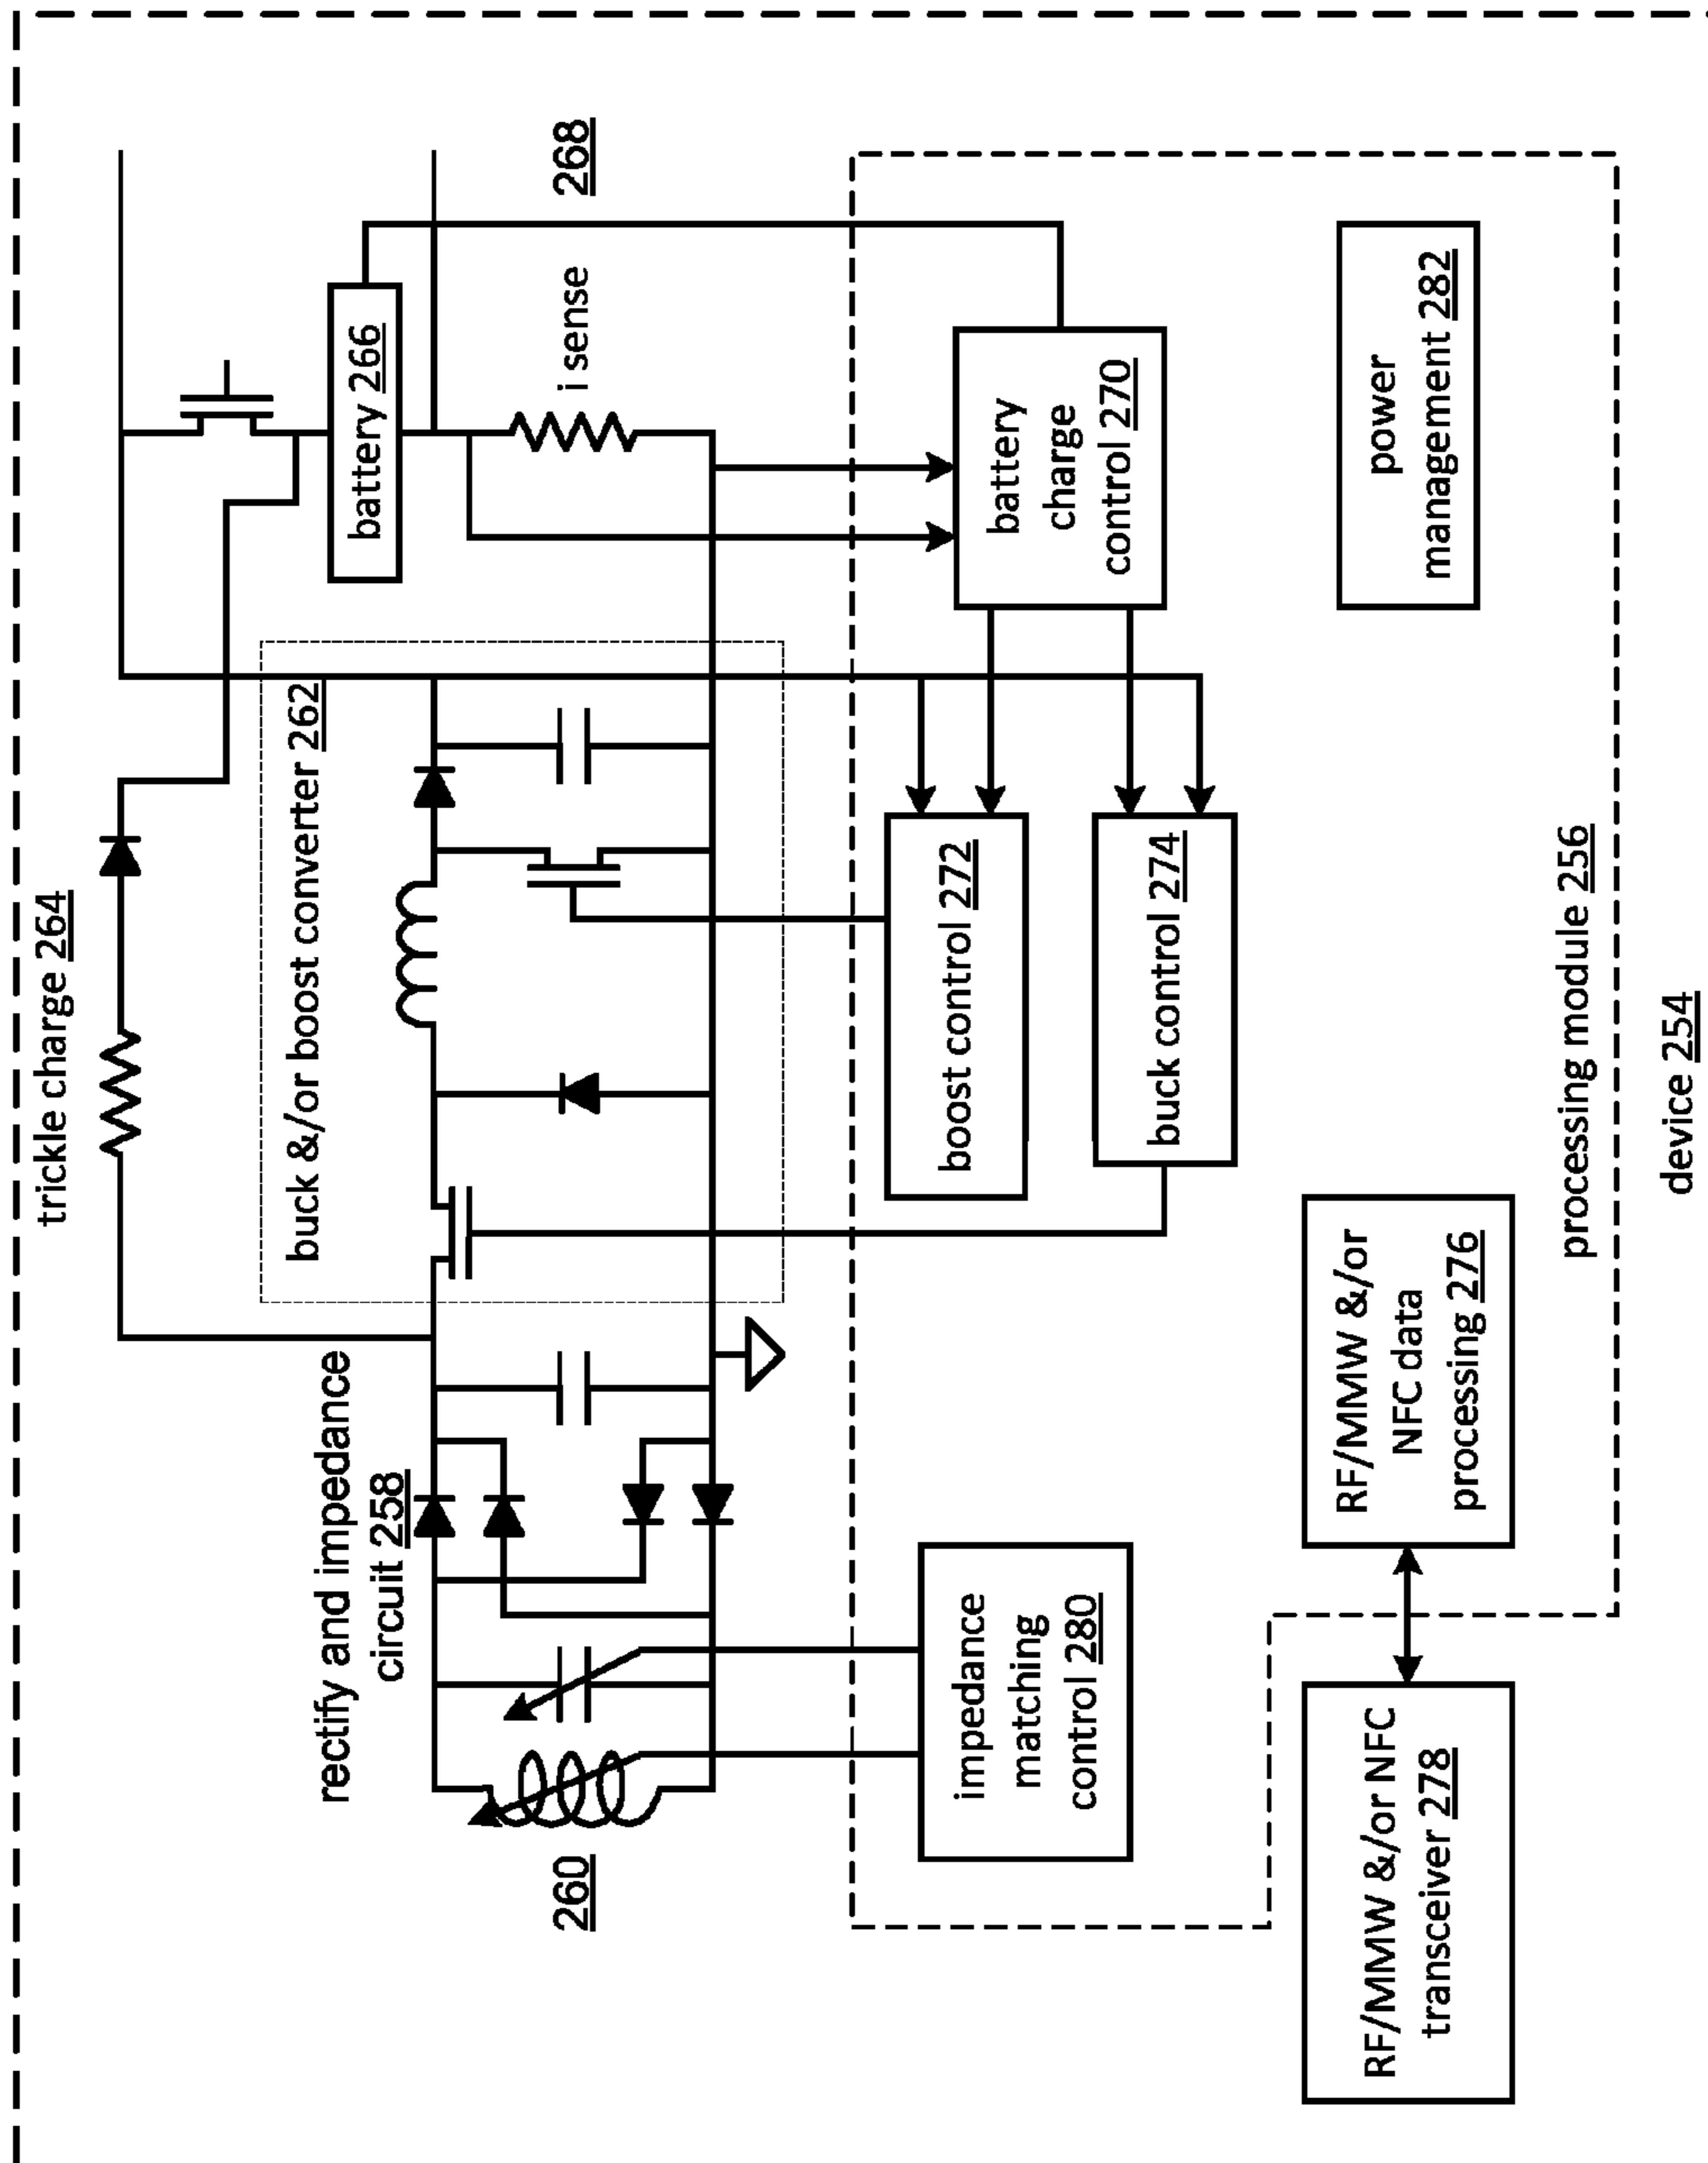 trickle charge 264
buck &/or boost converter 262
rectify and impedance
circuit 258
260
battery 266
268
i sense
impedance
matching
control 280
boost control 272
buck control 274
battery
charge
control 270
power
management 282
RF/MMW &/or NFC
transceiver 278
RF/MMW &/or
NFC data
processing 276
processing module 256
device 254